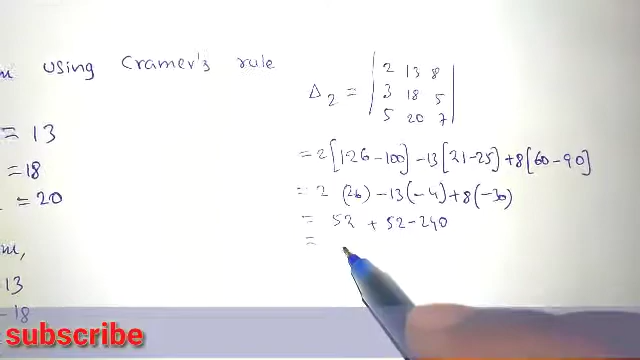 using Cramer's rule
= 13
= 18
= 20
13
- 18
Δ2 = | 2 13 8 |
| 3 18 5 |
| 5 20 7 |
= 2[126-100] -13[21-25] +8[60-90]
= 2 (26) -13(-4) +8(-30)
= 52 + 52 - 240
=
subscribe